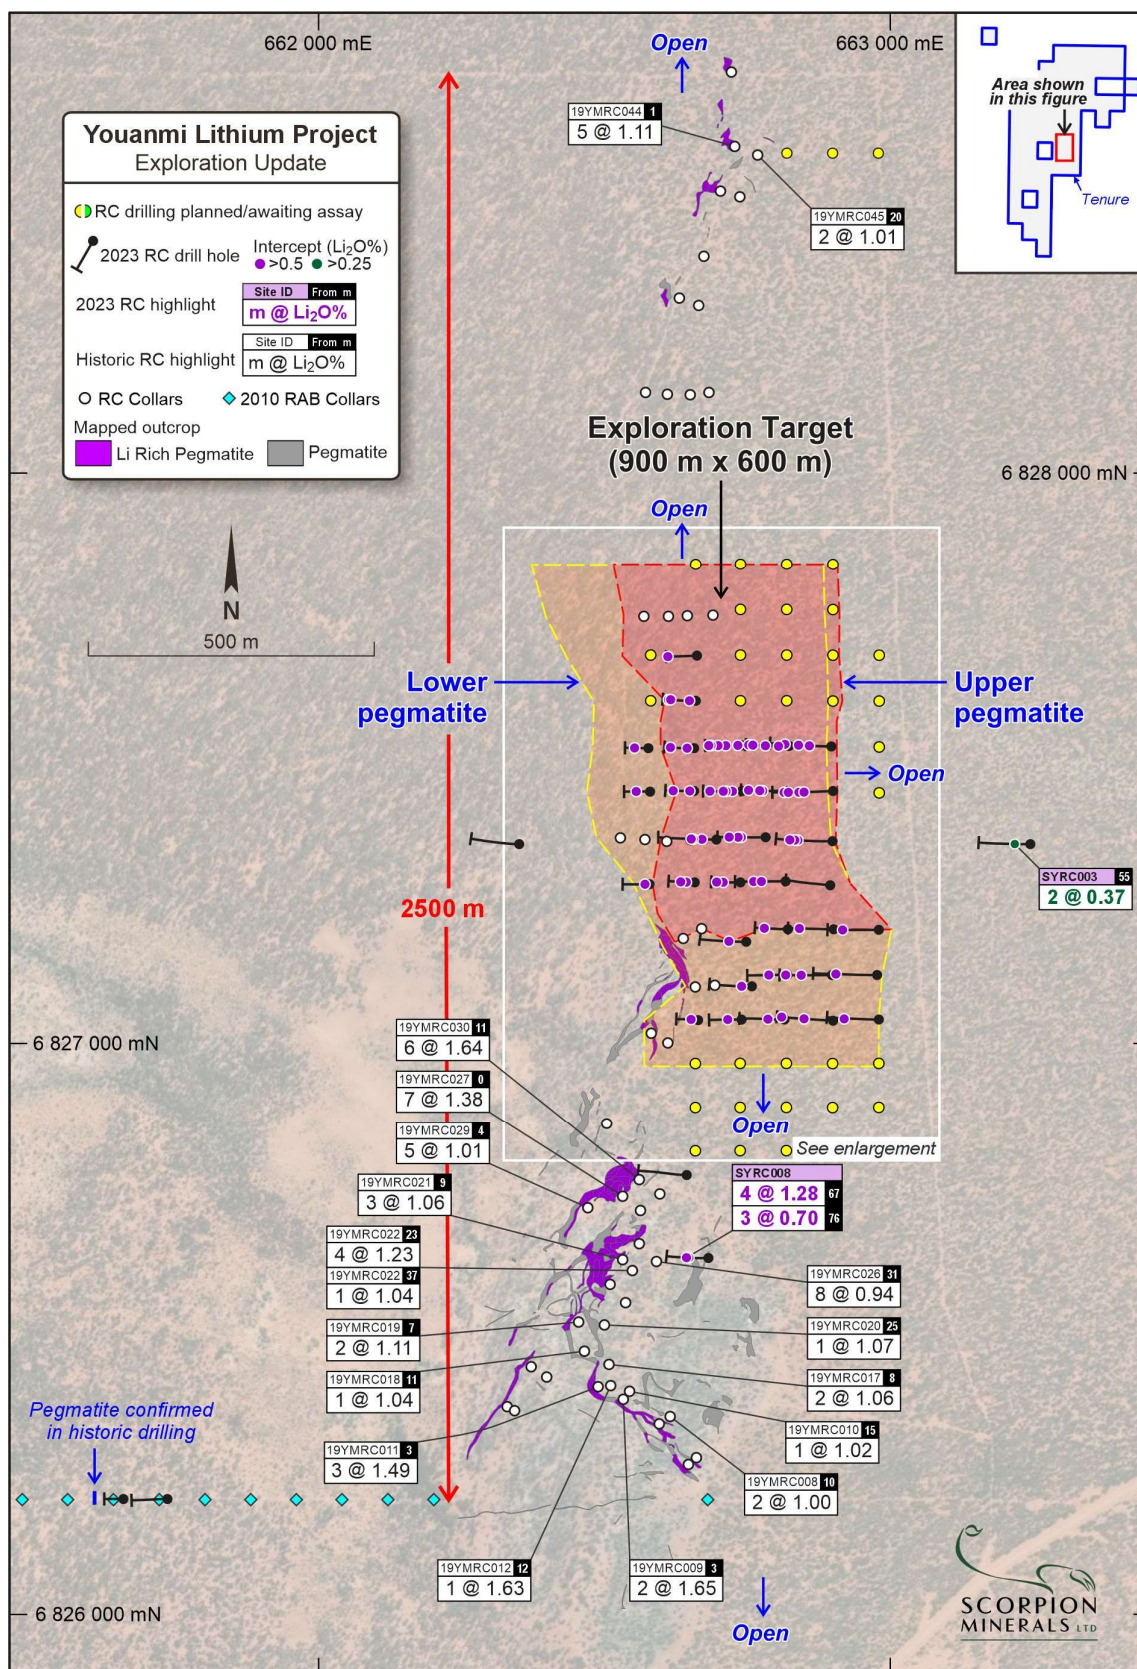 662 000 mE
663 000 mE
Open
Area shown
in this figure
Tenure
Youanmi Lithium Project
Exploration Update
RC drilling planned/awaiting assay
2023 RC drill hole
Intercept (Li₂O%)
>0.5
>0.25
2023 RC highlight
Site ID From m
m @ Li₂O%
Historic RC highlight
Site ID From m
m @ Li₂O%
RC Collars
2010 RAB Collars
Mapped outcrop
Li Rich Pegmatite
Pegmatite
19YMRC044 1
5 @ 1.11
19YMRC045 20
2 @ 1.01
Exploration Target
(900 m x 600 m)
6 828 000 mN
Open
N
500 m
Lower
pegmatite
Upper
pegmatite
Open
2500 m
SYRC003 55
2 @ 0.37
6 827 000 mN
19YMRC030 11
6 @ 1.64
19YMRC027 0
7 @ 1.38
19YMRC029 4
5 @ 1.01
Open
See enlargement
19YMRC021 9
3 @ 1.06
SYRC008
4 @ 1.28 67
3 @ 0.70 76
19YMRC022 23
4 @ 1.23
19YMRC022 37
1 @ 1.04
19YMRC026 31
8 @ 0.94
19YMRC019 7
2 @ 1.11
19YMRC020 25
1 @ 1.07
19YMRC018 11
1 @ 1.04
19YMRC017 8
2 @ 1.06
Pegmatite confirmed
in historic drilling
19YMRC011 3
3 @ 1.49
19YMRC010 15
1 @ 1.02
19YMRC008 10
2 @ 1.00
19YMRC012 12
1 @ 1.63
19YMRC009 3
2 @ 1.65
6 826 000 mN
Open
SCORPION
MINERALS LTD